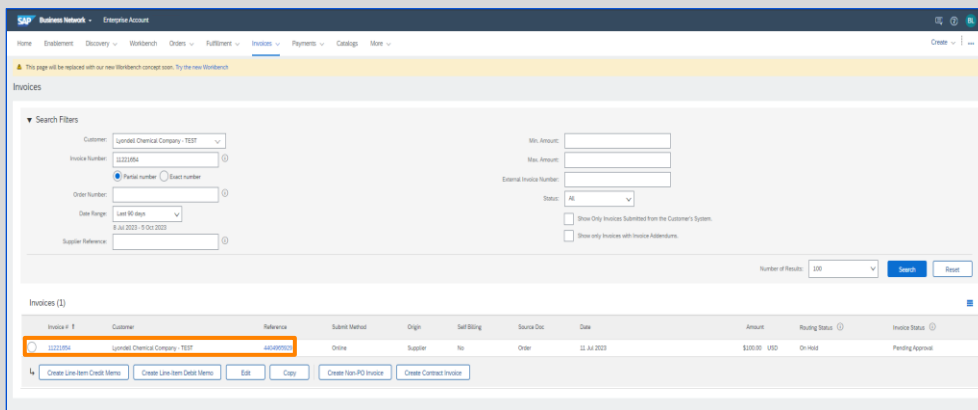 SAP Business Network Enterprise Account BL
Home Enablement Discovery Workbench Orders Fulfilment Invoices Payments Catalogs More Create ...
This page will be replaced with our new Workbench concept soon. Try the new Workbench
Invoices
Search Filters
Customer: Lyondell Chemical Company - TEST
Invoice Number: 11221654
Partial number Exact number
Order Number:
Date Range: Last 90 days
8 Jul 2023 - 5 Oct 2023
Supplier Reference:
Min. Amount:
Max. Amount:
External Invoice Number:
Status: All
Show Only Invoices Submitted from the Customer's System.
Show only Invoices with Invoice Addendums.
Number of Results: 100 Search Reset
Invoices (1)
Invoice # ↑ Customer Reference Submit Method Origin Self Billing Source Doc Date Amount Routing Status Invoice Status
11221654 Lyondell Chemical Company - TEST 4404965929 Online Supplier No Order 11 Jul 2023 $100.00 USD On Hold Pending Approval
Create Line-Item Credit Memo Create Line-Item Debit Memo Edit Copy Create Non-PO Invoice Create Contract Invoice